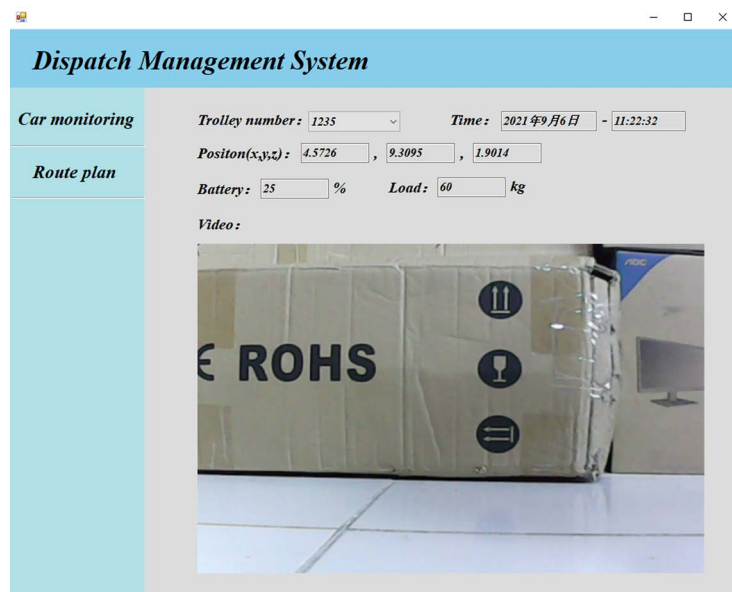 Dispatch Management System
Car monitoring
Route plan
Trolley number: 1235 Time: 2021年9月6日 - 11:22:32
Positon(x,y,z): 4.5726 , 9.3095 , 1.9014
Battery: 25 % Load: 60 kg
Video:
AOC
CE ROHS